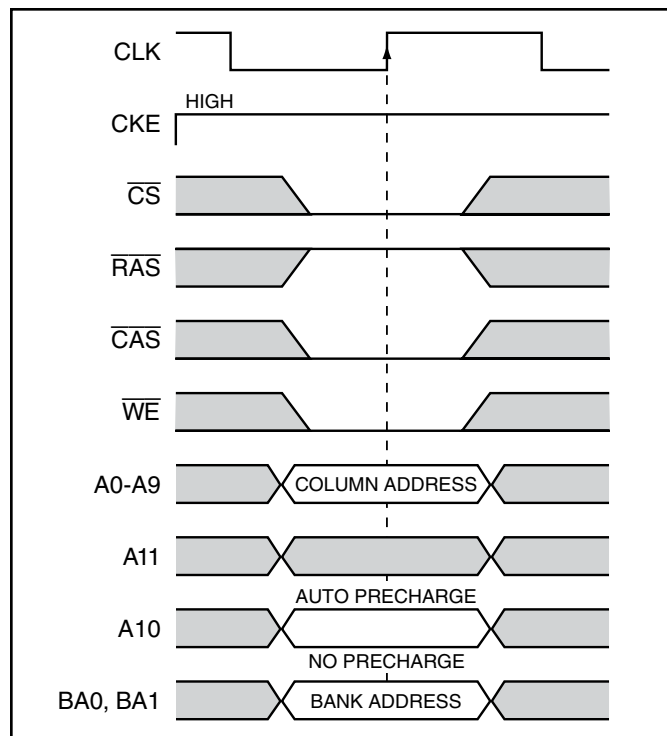 CLK
HIGH
CKE
CS
RAS
CAS
WE
A0-A9 COLUMN ADDRESS
A11
AUTO PRECHARGE
A10
NO PRECHARGE
BA0, BA1 BANK ADDRESS